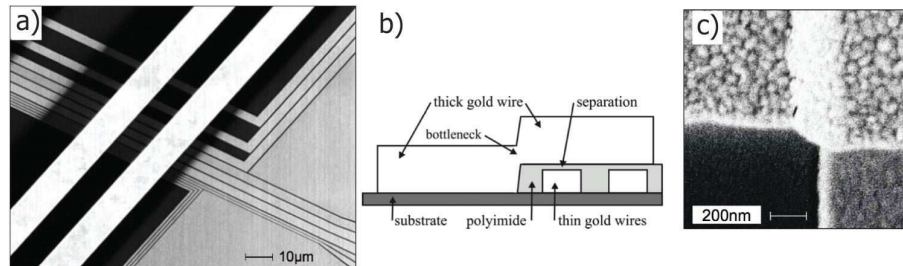 a)
10µm
b)
thick gold wire
separation
bottleneck
substrate
polyimide
thin gold wires
c)
200nm